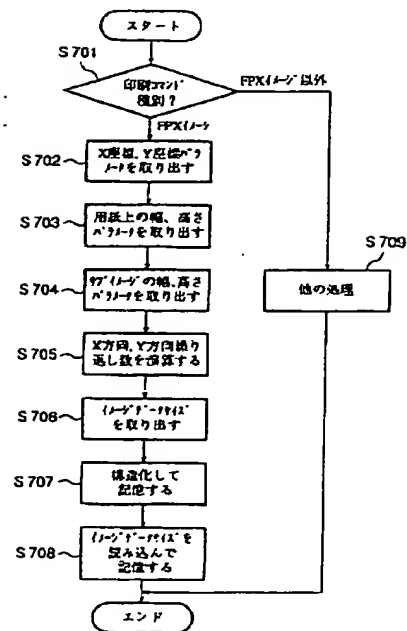 スタート
S701
印刷コマンド
種別?
FPXイメージ以外
FPXイメージ
S702
X座標、Y座標パラ
メータを取り出す
S703
用紙上の幅、高さ
パラメータを取り出す
S704
サブイメージの幅、高さ
パラメータを取り出す
S705
X方向、Y方向繰り
返し数を演算する
S706
イメージデータサイズ
を取り出す
S707
構造化して
記憶する
S708
イメージデータサイズを
読み込んで
記憶する
S709
他の処理
エンド